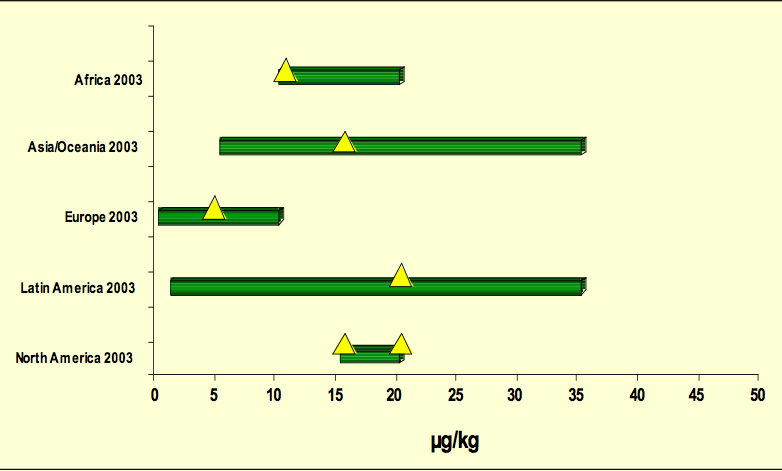 Africa 2003
Asia/Oceania 2003
Europe 2003
Latin America 2003
North America 2003
0 5 10 15 20 25 30 35 40 45 50
µg/kg